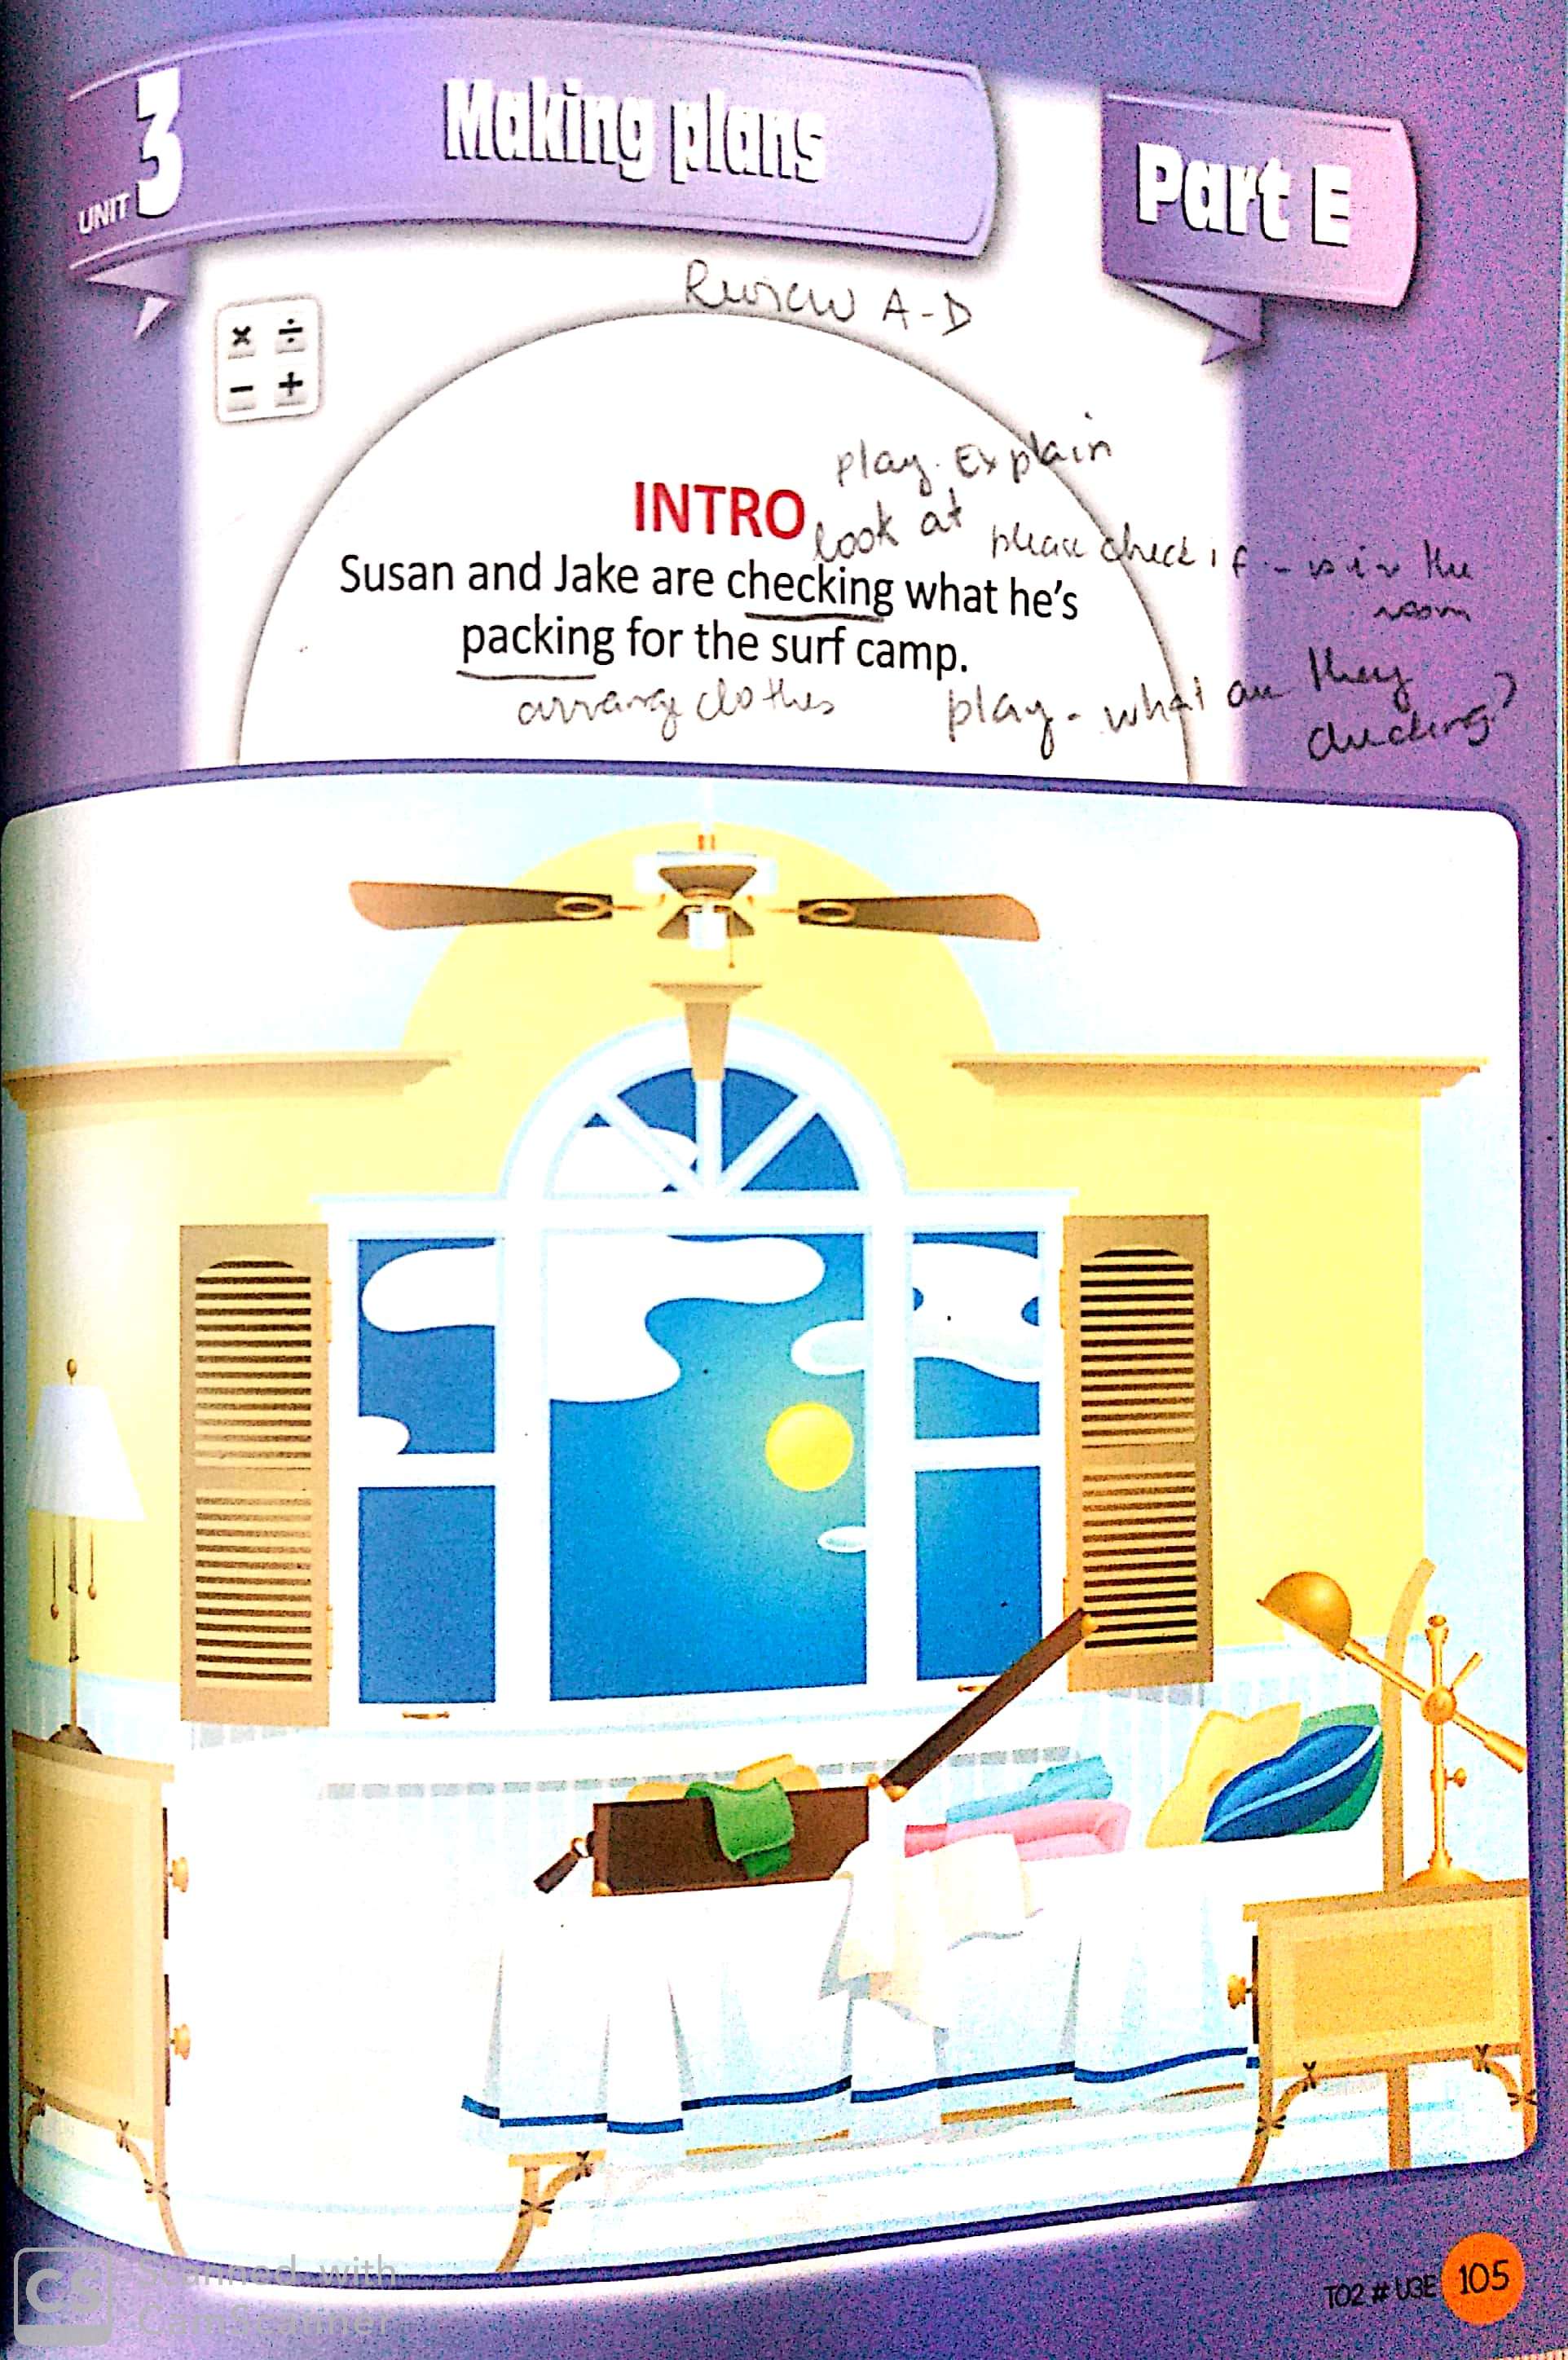 UNIT 3
Making plans
Part E
Review A-D
× ÷
− +
play. Explain
INTRO
look at please check if - is in the
room
Susan and Jake are checking what he's
packing for the surf camp.
arrange clothes
play - what are they
checking?
CS Scanned with
CamScanner
TO2 # U3E 105